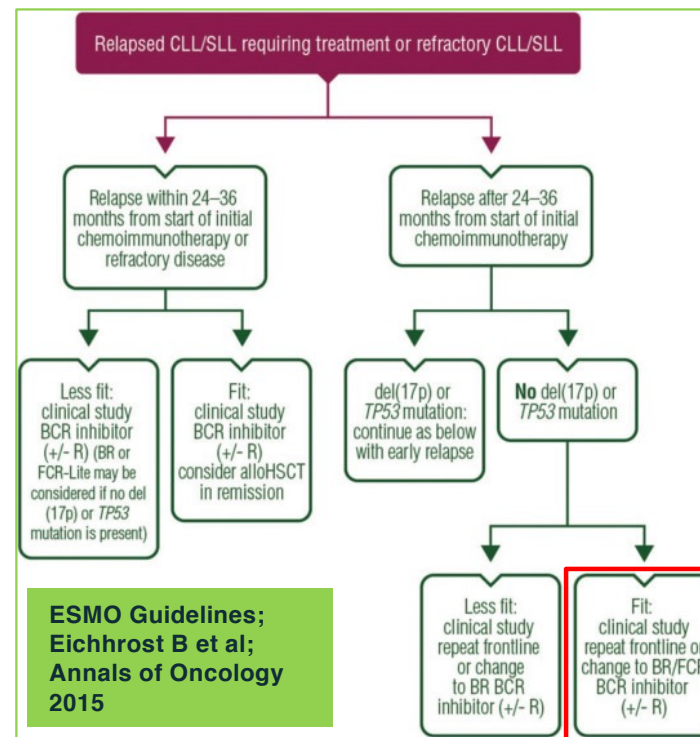 Relapsed CLL/SLL requiring treatment or refractory CLL/SLL
Relapse within 24–36
months from start of initial
chemoimmunotherapy or
refractory disease
Relapse after 24–36
months from start of initial
chemoimmunotherapy
Less fit:
clinical study
BCR inhibitor
(+/- R) (BR or
FCR-Lite may be
considered if no del
(17p) or TP53
mutation is present)
Fit:
clinical study
BCR inhibitor
(+/- R)
consider alloHSCT
in remission
del(17p) or
TP53 mutation:
continue as below
with early relapse
No del(17p) or
TP53 mutation
Less fit:
clinical study
repeat frontline
or change
to BR BCR
inhibitor (+/- R)
Fit:
clinical study
repeat frontline or
change to BR/FCR
BCR inhibitor
(+/- R)
ESMO Guidelines;
Eichhrost B et al;
Annals of Oncology
2015